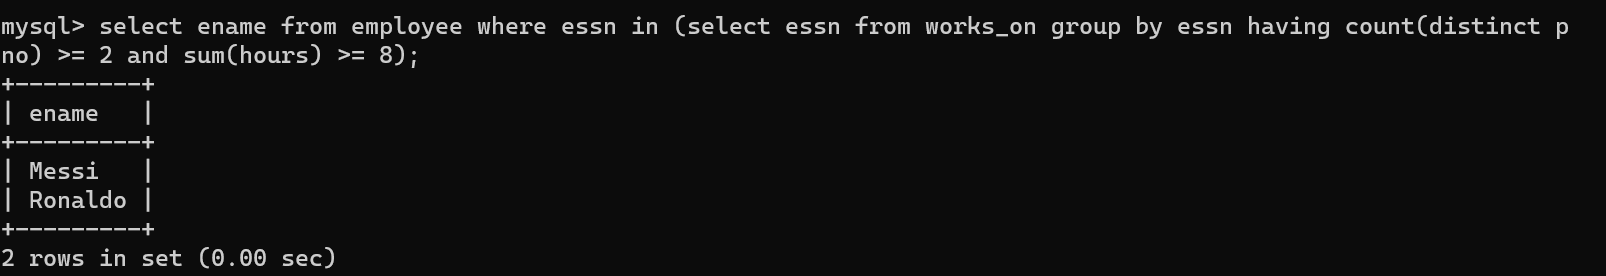 mysql> select ename from employee where essn in (select essn from works_on group by essn having count(distinct p
no) >= 2 and sum(hours) >= 8);
+---------+
| ename   |
+---------+
| Messi   |
| Ronaldo |
+---------+
2 rows in set (0.00 sec)